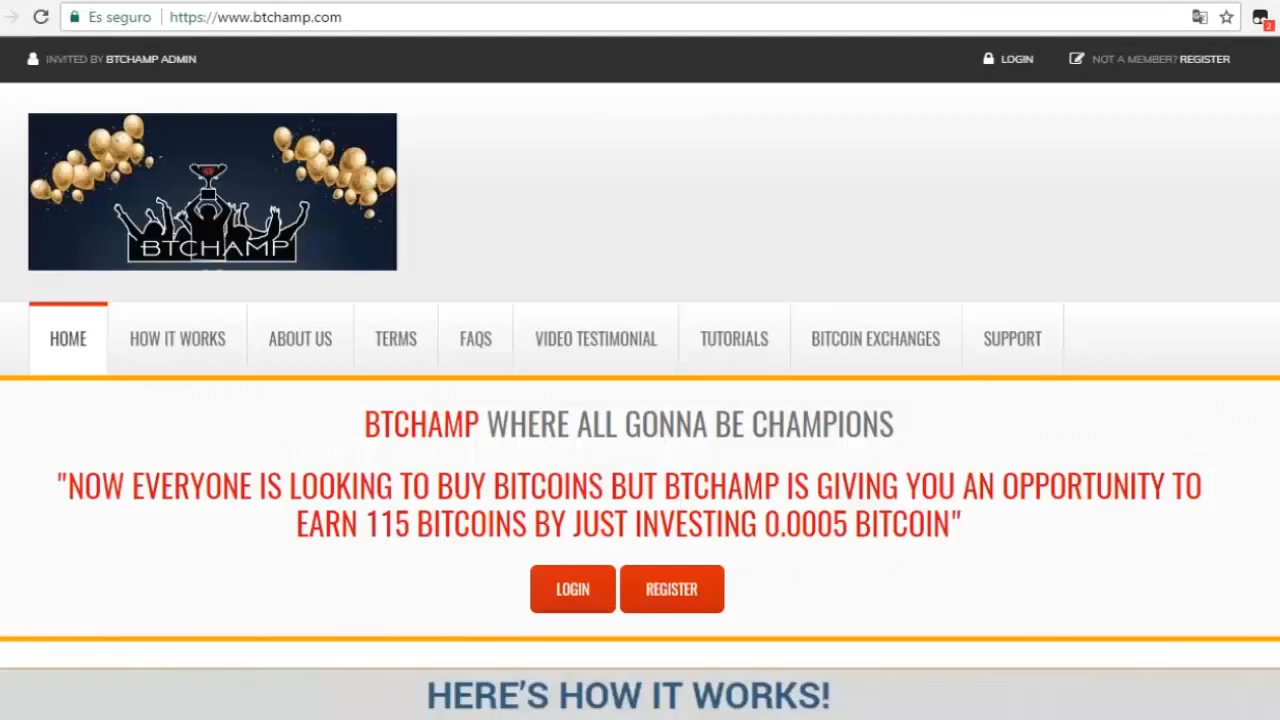 Es seguro https://www.btchamp.com
2
INVITED BY BTCHAMP ADMIN LOGIN NOT A MEMBER? REGISTER
BTCHAMP
HOME HOW IT WORKS ABOUT US TERMS FAQS VIDEO TESTIMONIAL TUTORIALS BITCOIN EXCHANGES SUPPORT
BTCHAMP WHERE ALL GONNA BE CHAMPIONS
"NOW EVERYONE IS LOOKING TO BUY BITCOINS BUT BTCHAMP IS GIVING YOU AN OPPORTUNITY TO
EARN 115 BITCOINS BY JUST INVESTING 0.0005 BITCOIN"
LOGIN REGISTER
HERE'S HOW IT WORKS!